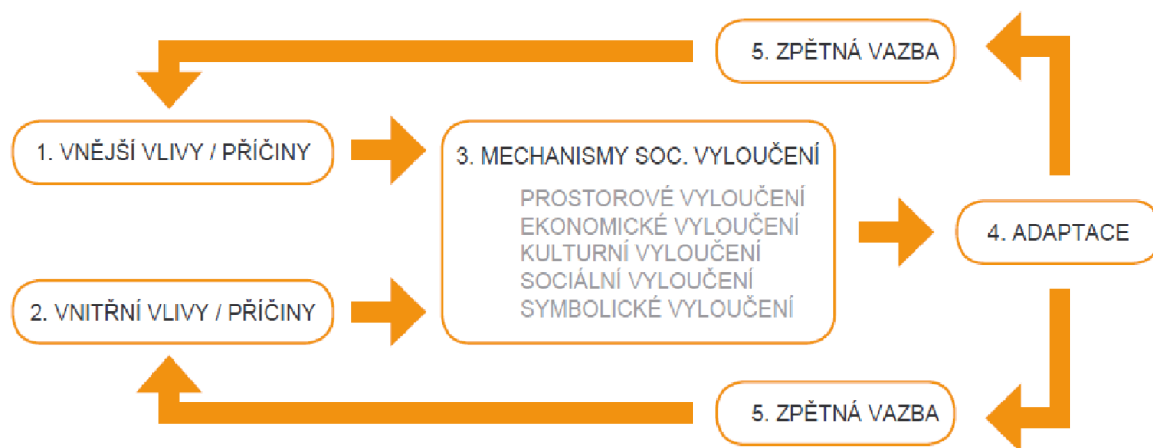 5. ZPĚTNÁ VAZBA
1. VNĚJŠÍ VLIVY / PŘÍČINY
3. MECHANISMY SOC. VYLOUČENÍ
PROSTOROVÉ VYLOUČENÍ
EKONOMICKÉ VYLOUČENÍ
KULTURNÍ VYLOUČENÍ
SOCIÁLNÍ VYLOUČENÍ
SYMBOLICKÉ VYLOUČENÍ
4. ADAPTACE
2. VNITŘNÍ VLIVY / PŘÍČINY
5. ZPĚTNÁ VAZBA